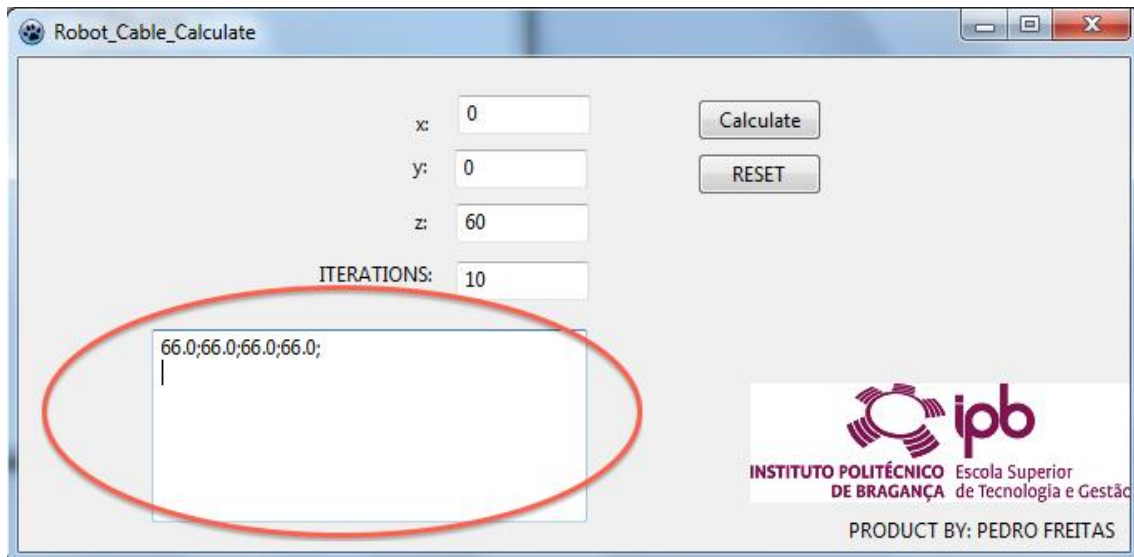 Robot_Cable_Calculate
x: 0
Calculate
y: 0
RESET
z: 60
ITERATIONS: 10
66.0;66.0;66.0;66.0;
ipb
INSTITUTO POLITÉCNICO Escola Superior
DE BRAGANÇA de Tecnologia e Gestão
PRODUCT BY: PEDRO FREITAS